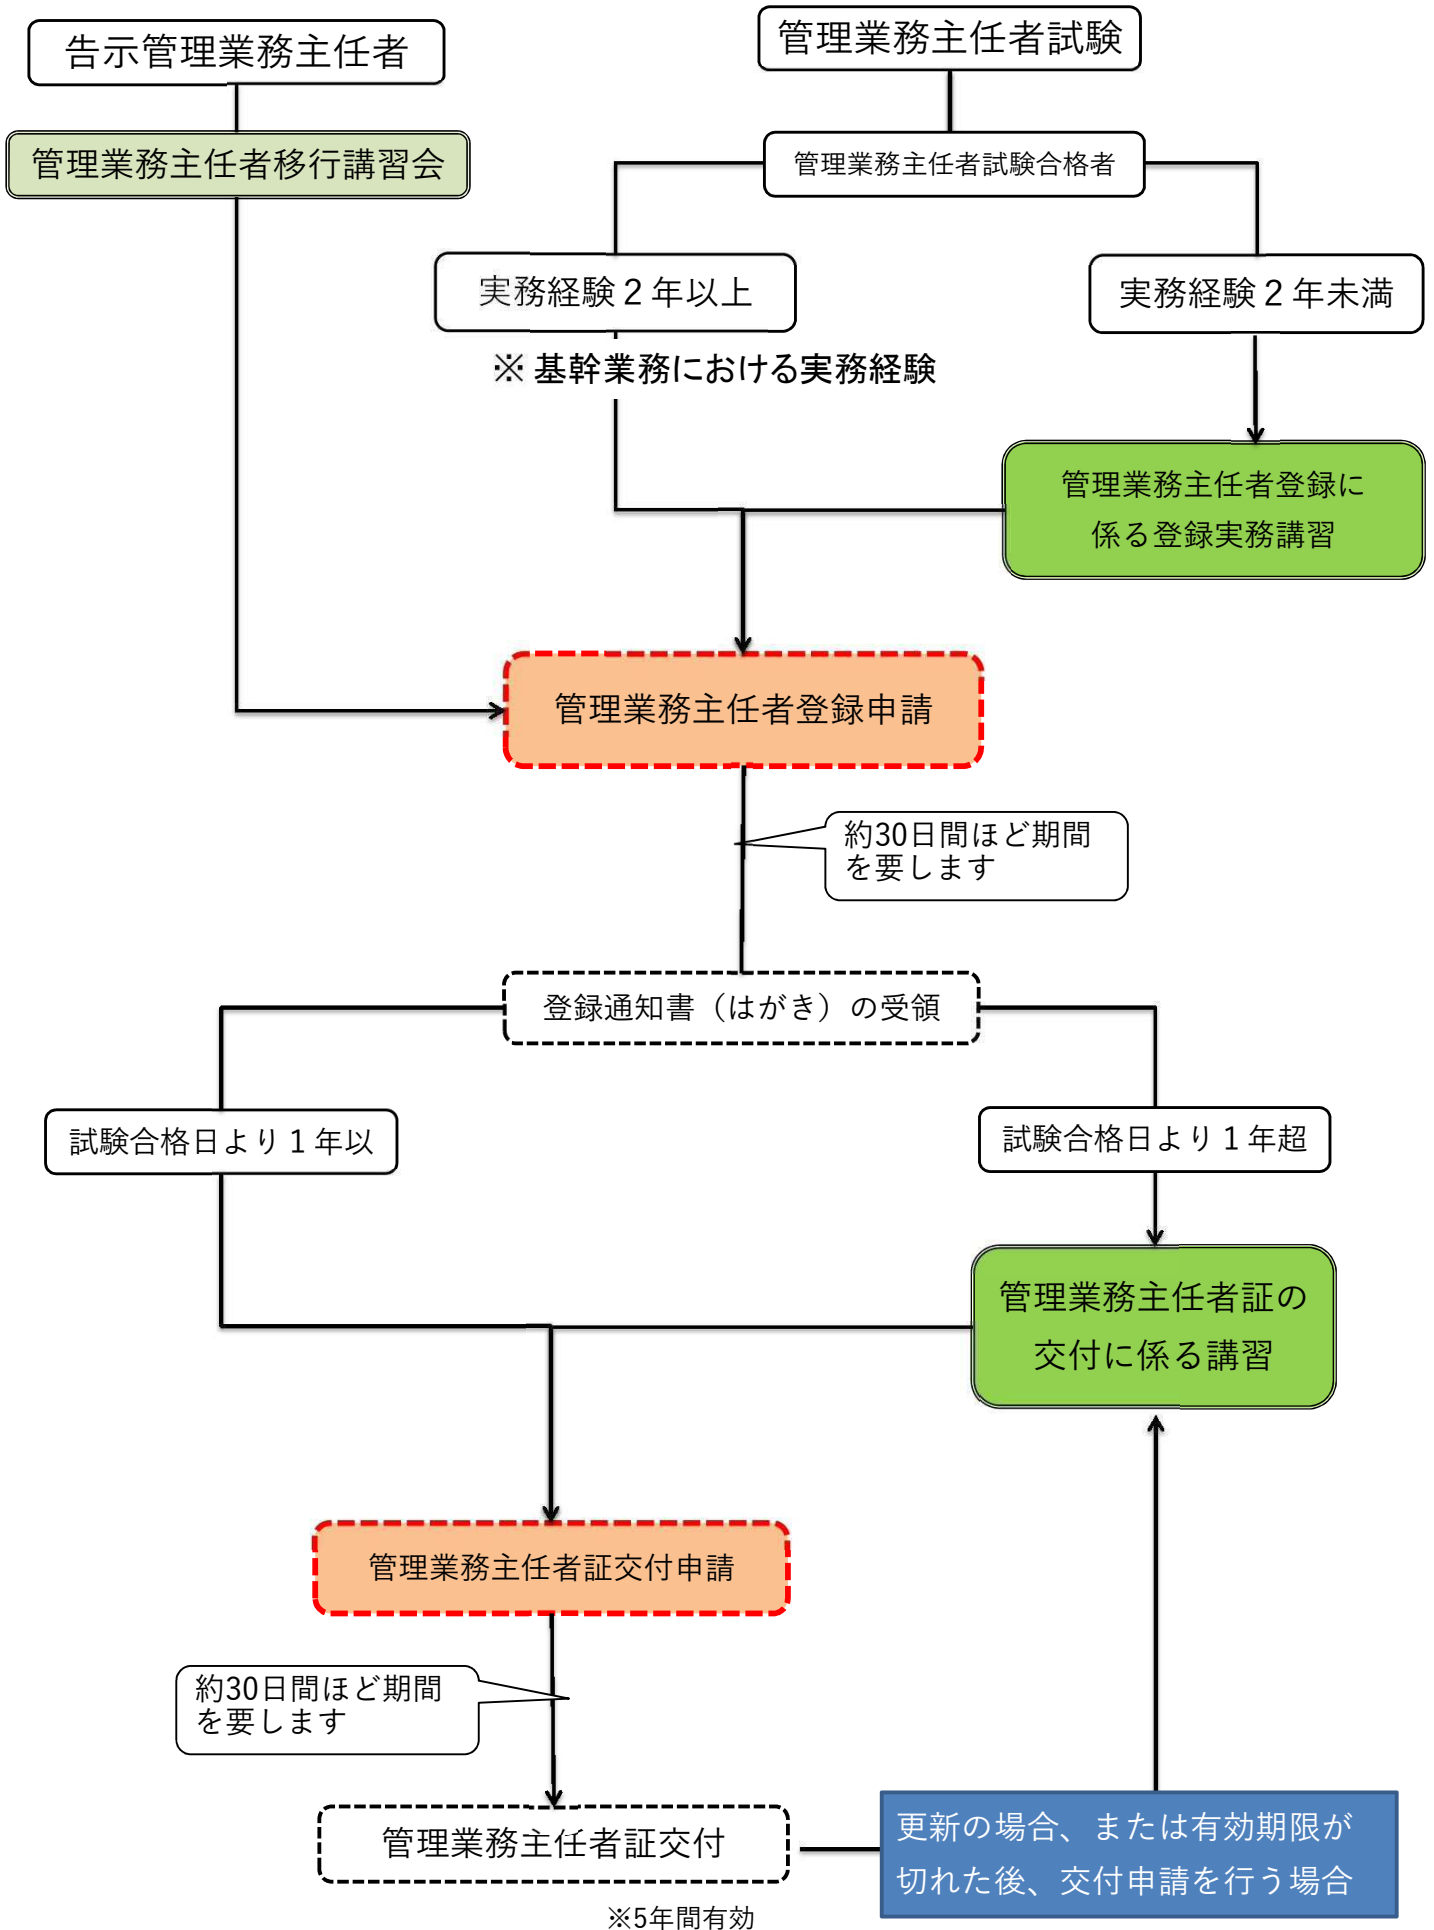 告示管理業務主任者
管理業務主任者試験
管理業務主任者移行講習会
管理業務主任者試験合格者
実務経験２年以上
実務経験２年未満
※ 基幹業務における実務経験
管理業務主任者登録に
係る登録実務講習
管理業務主任者登録申請
約30日間ほど期間
を要します
登録通知書（はがき）の受領
試験合格日より１年以
試験合格日より１年超
管理業務主任者証の
交付に係る講習
管理業務主任者証交付申請
約30日間ほど期間
を要します
管理業務主任者証交付
更新の場合、または有効期限が
切れた後、交付申請を行う場合
※5年間有効